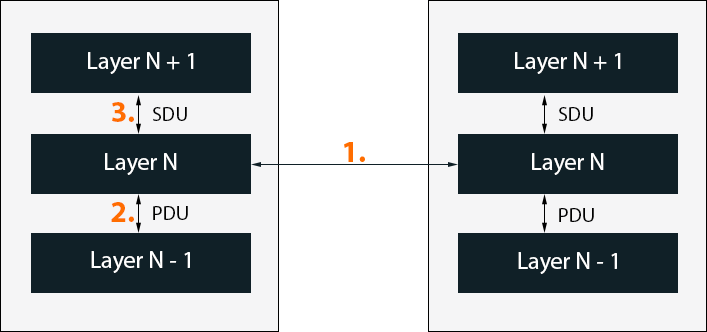 Layer N + 1
3. SDU
Layer N
2. PDU
Layer N - 1
1.
Layer N + 1
SDU
Layer N
PDU
Layer N - 1